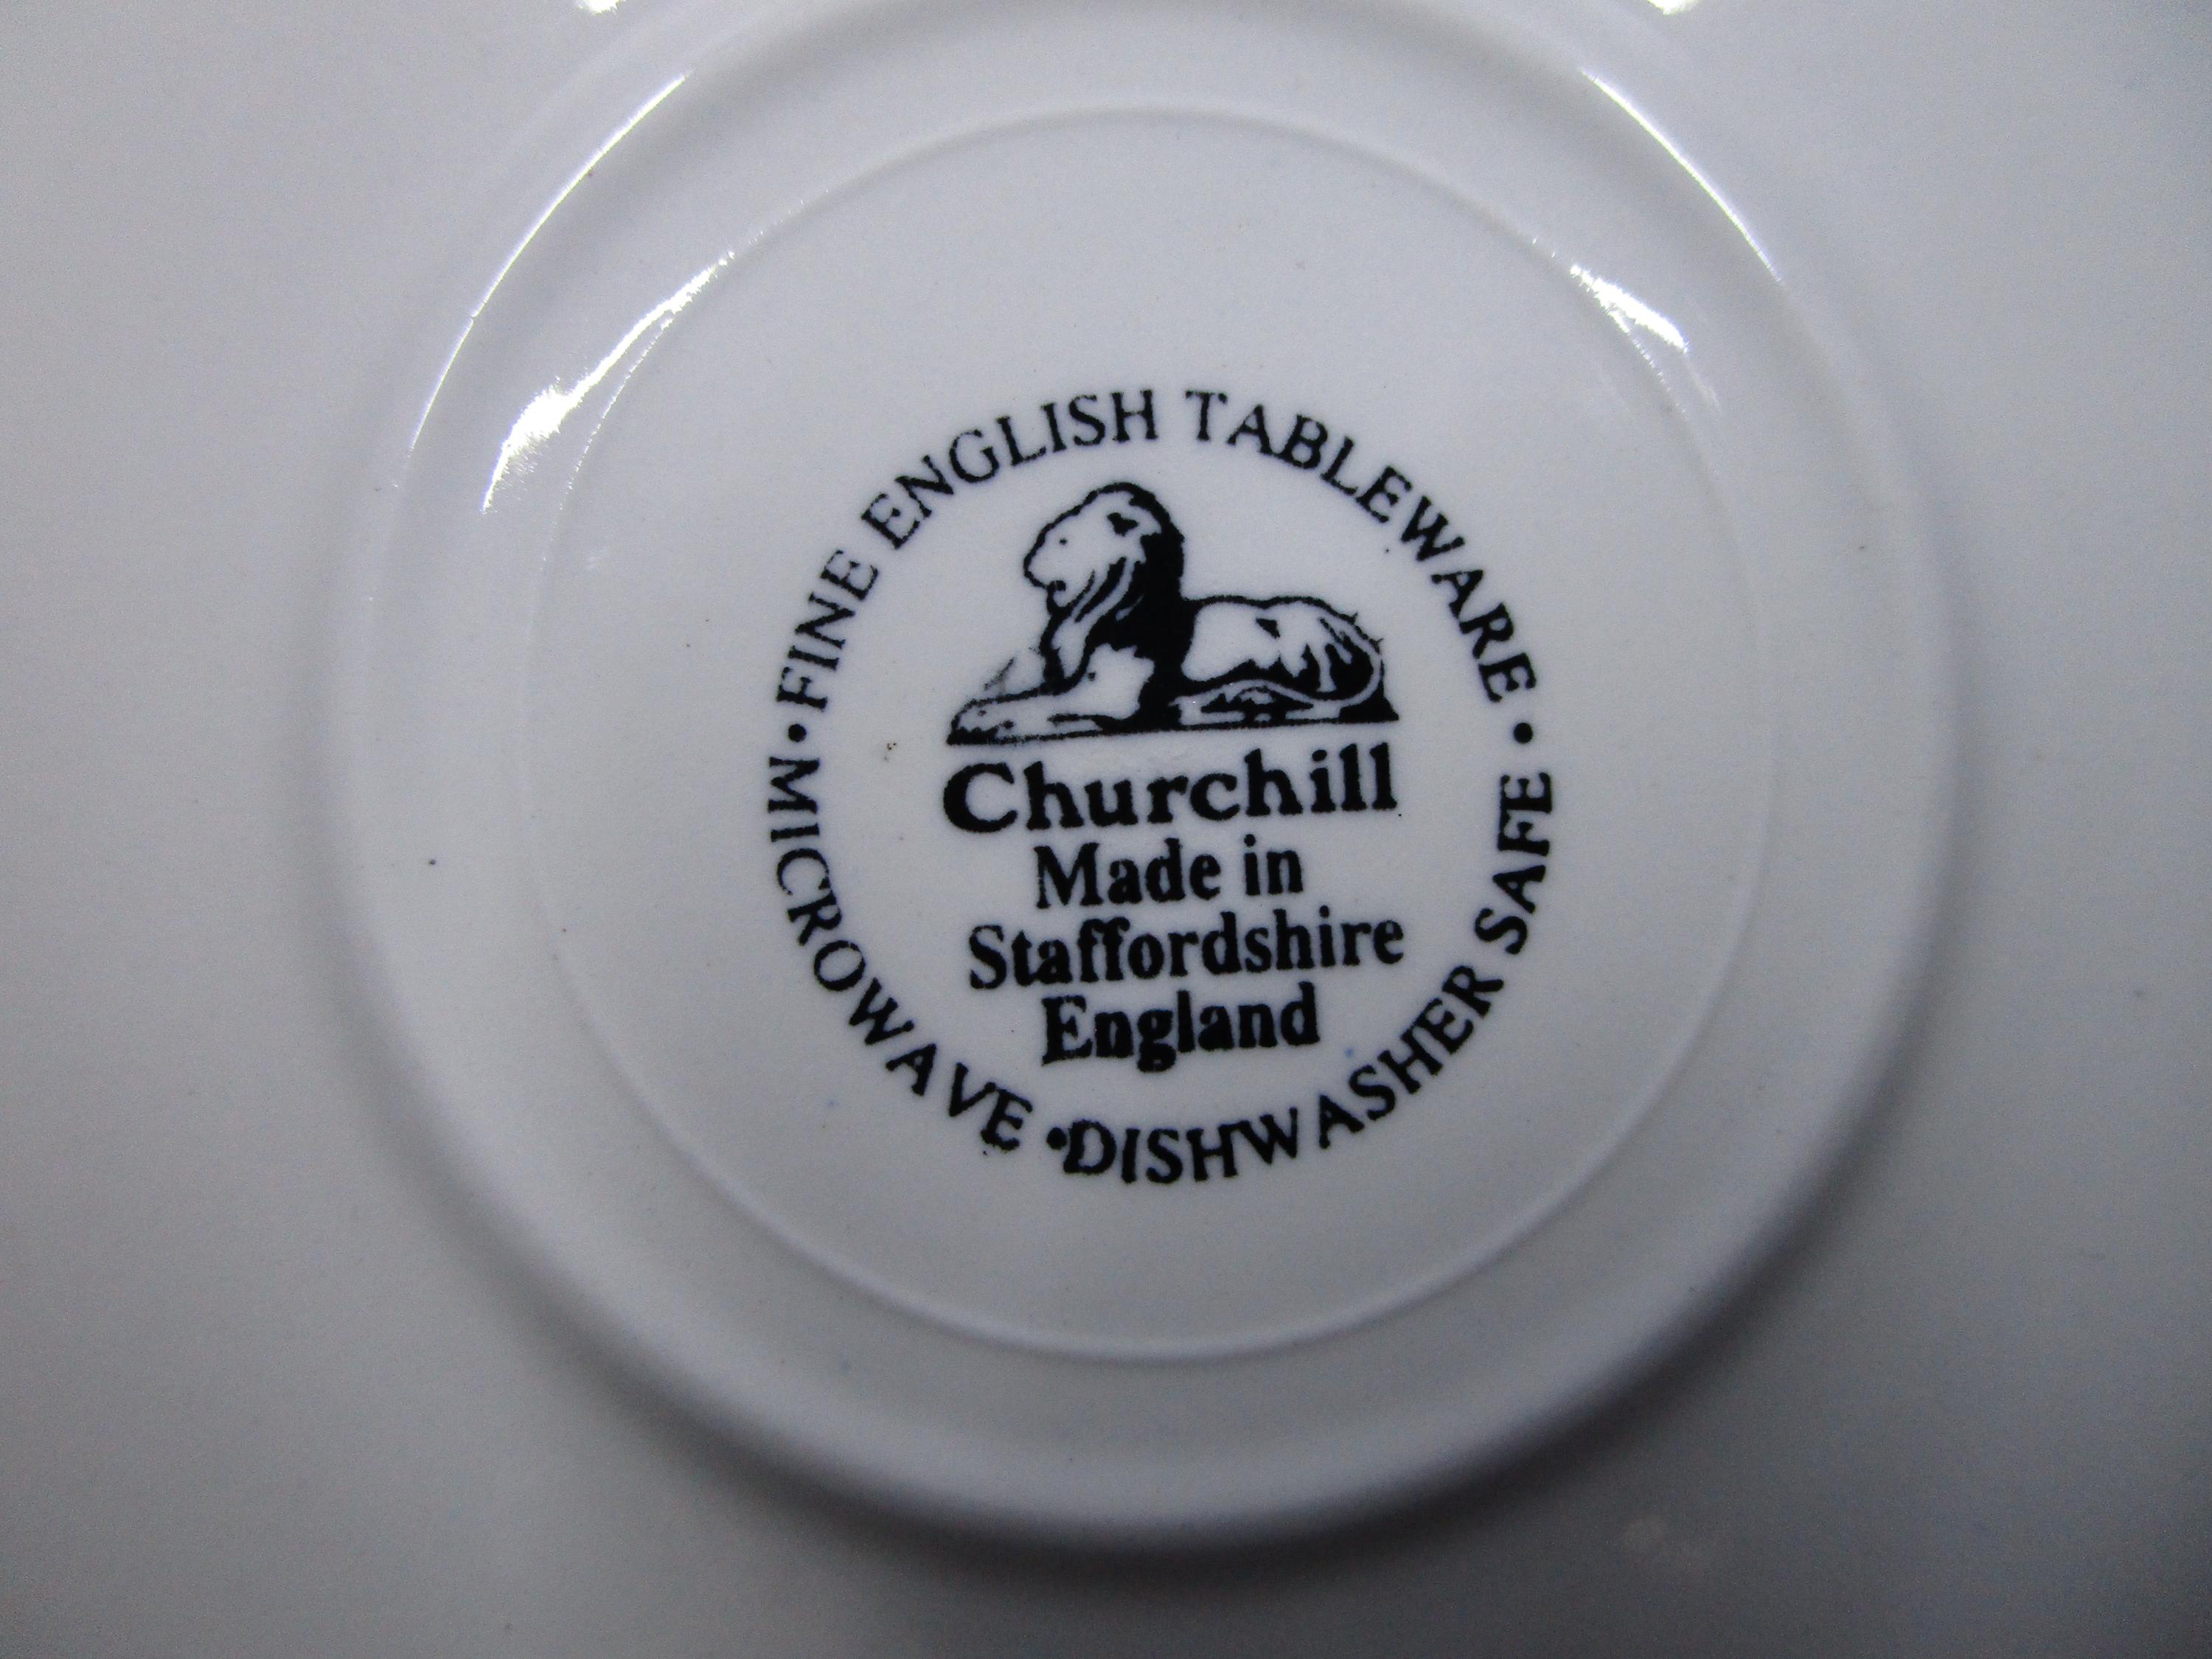 • FINE ENGLISH TABLEWARE •
Churchill
Made in
Staffordshire
England
MICROWAVE • DISHWASHER SAFE